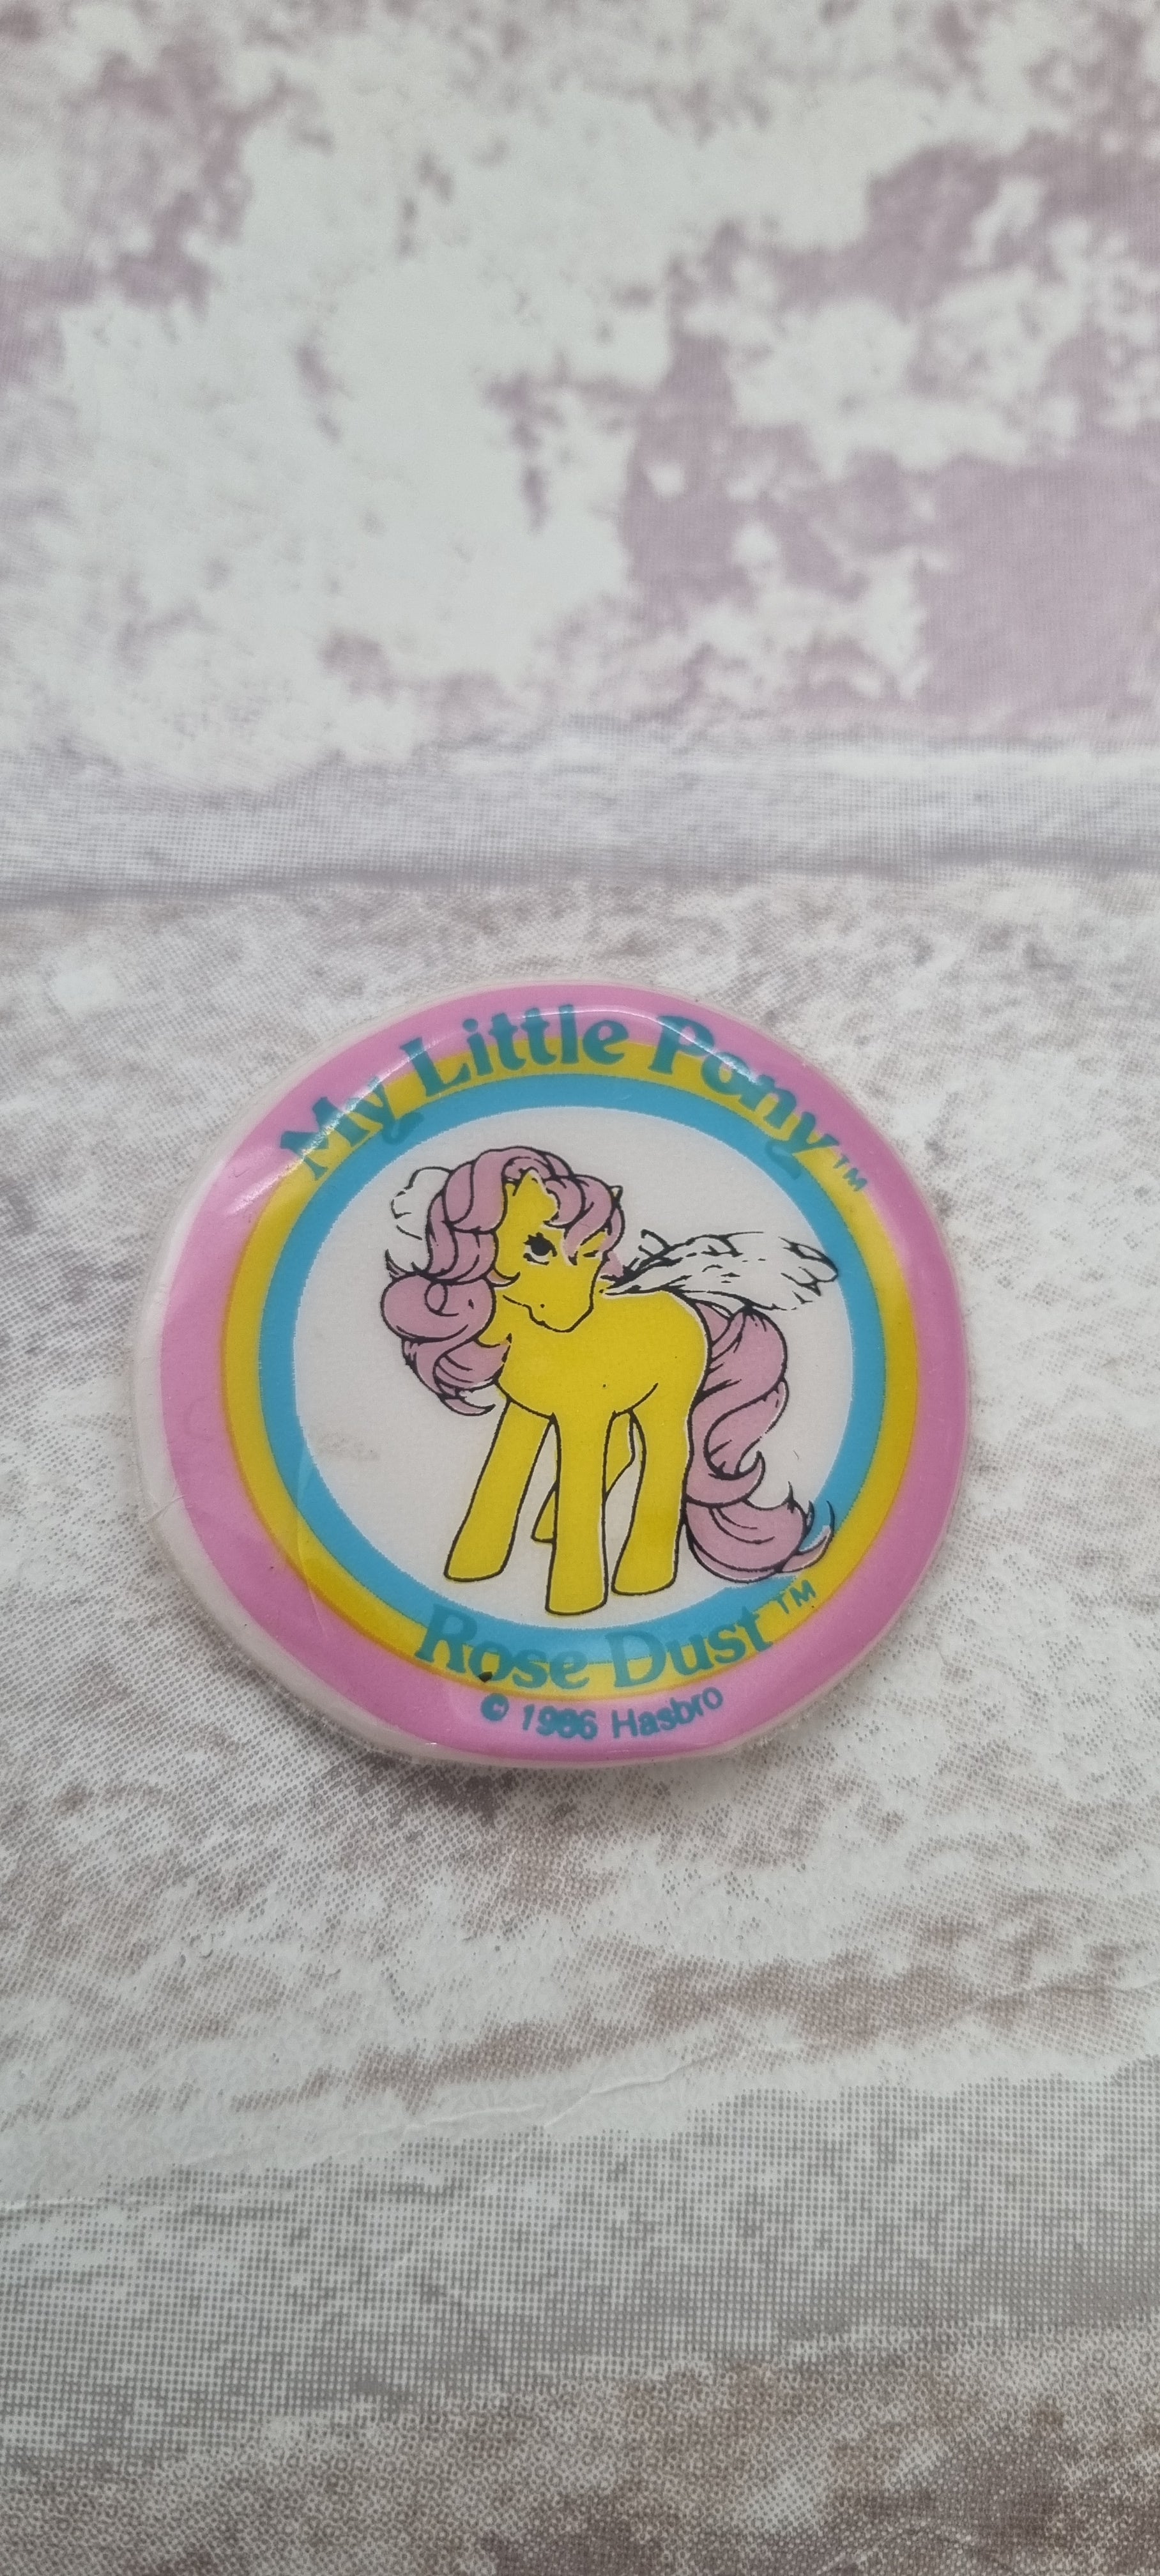 My Little Pony™
Rose Dust™
© 1986 Hasbro